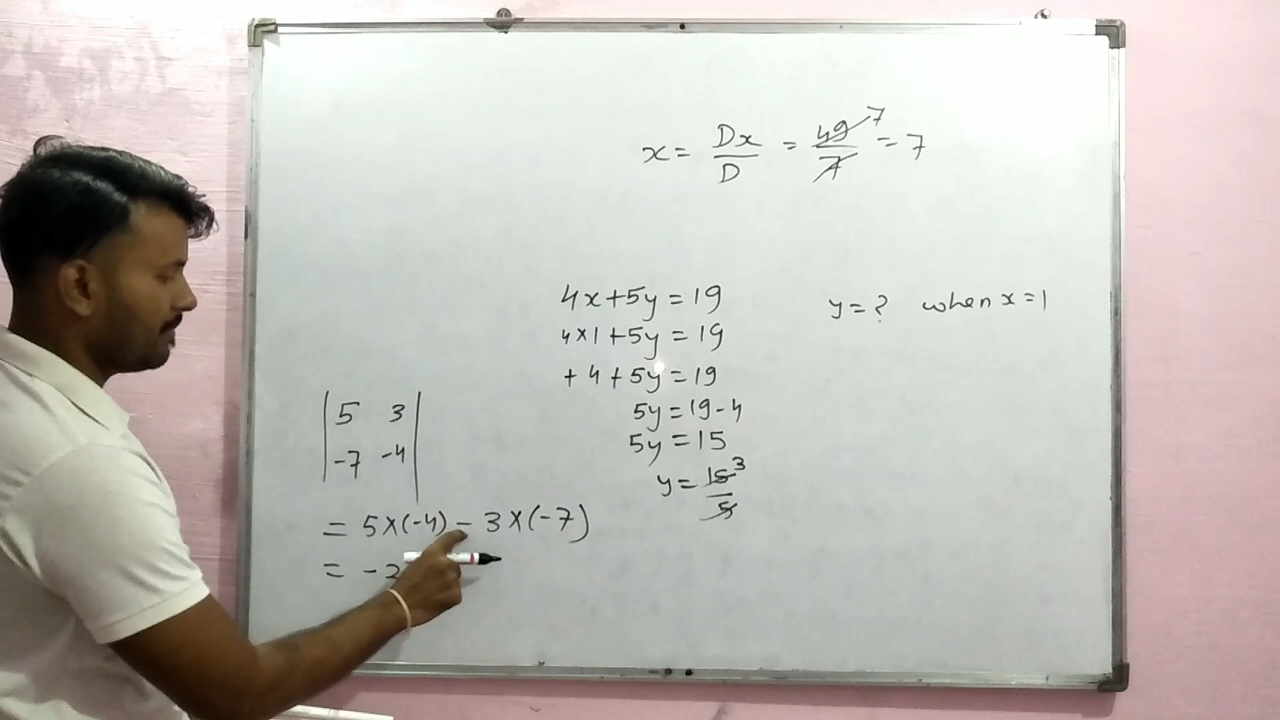 x = Dx/D = 49/7 7 = 7
4x+5y = 19
y = ? when x = 1
4×1+5y = 19
+4+5y = 19
5y = 19-4
5y = 15
y = 15/5 3
|5 3|
|-7 -4|
= 5×(-4) - 3×(-7)
= -2